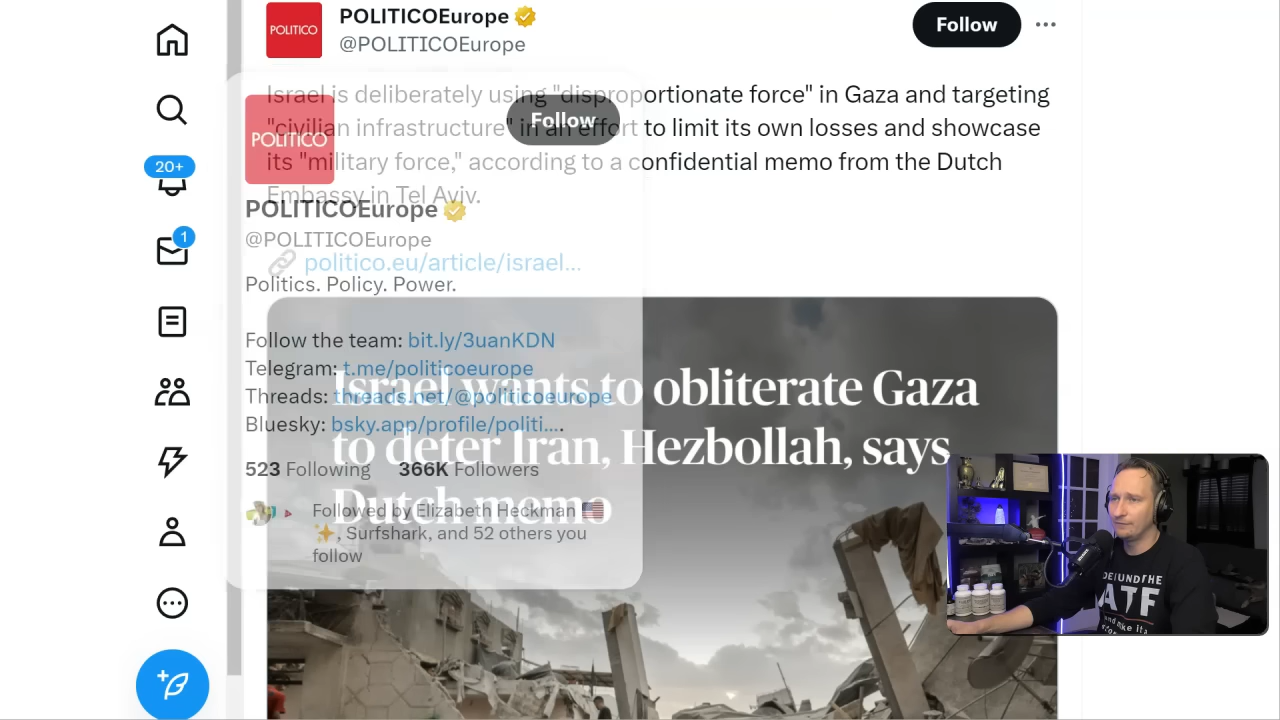 POLITICOEurope
@POLITICOEurope
Follow
Israel is deliberately using "disproportionate force" in Gaza and targeting
"civilian infrastructure" in an effort to limit its own losses and showcase
its "military force," according to a confidential memo from the Dutch
Embassy in Tel Aviv.
politico.eu/article/israel…
POLITICO
POLITICO
Follow
POLITICOEurope
@POLITICOEurope
Politics. Policy. Power.
Follow the team: bit.ly/3uanKDN
Telegram: t.me/politicoeurope
Threads: threads.net/@politicoeurope
Bluesky: bsky.app/profile/politi….
523 Following 366K Followers
Followed by Elizabeth Heckman
, Surfshark, and 52 others you
follow
Israel wants to obliterate Gaza
to deter Iran, Hezbollah, says
Dutch memo
20+
1
DEFUND THE
ATF
and make it a